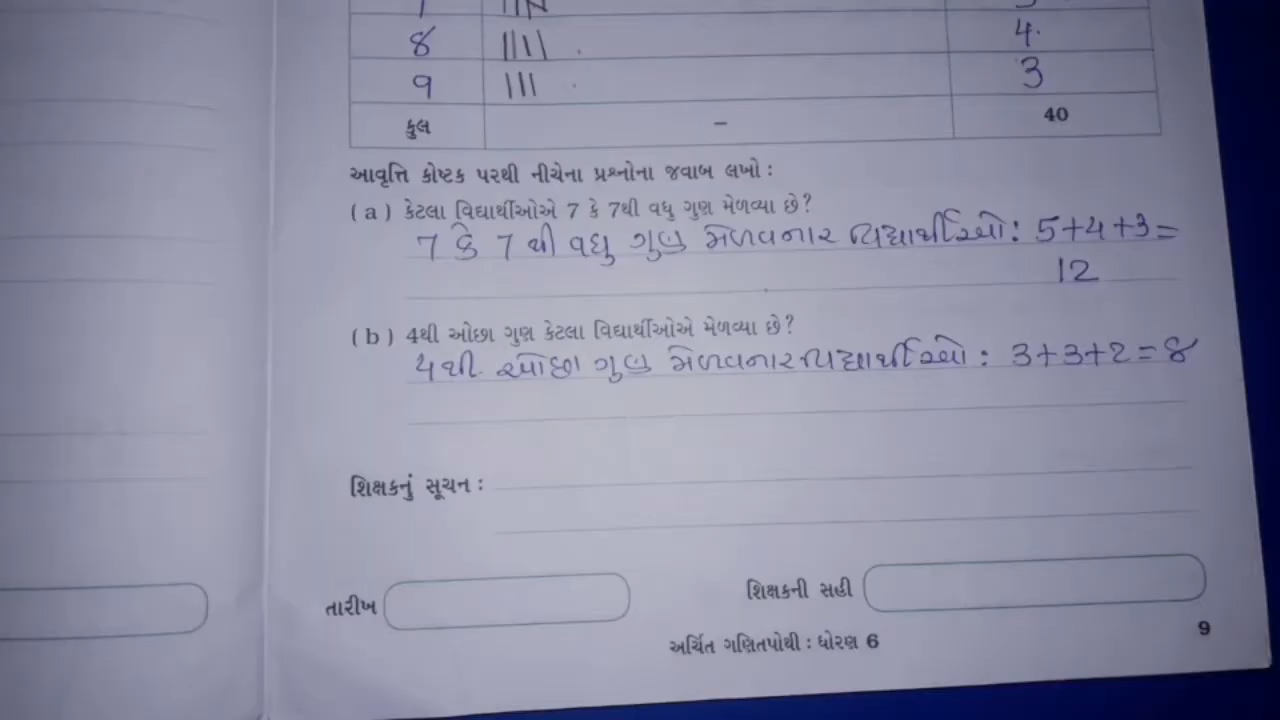 8 |||| 4
9 ||| 3
કુલ – 40
આવૃત્તિ કોષ્ટક પરથી નીચેના પ્રશ્નોના જવાબ લખો :
(a) કેટલા વિદ્યાર્થીઓએ 7 કે 7થી વધુ ગુણ મેળવ્યા છે?
7 કે 7 થી વધુ ગુણ મેળવનાર વિદ્યાર્થીઓ : 5+4+3=
12
(b) 4થી ઓછા ગુણ કેટલા વિદ્યાર્થીઓએ મેળવ્યા છે?
4થી ઓછા ગુણ મેળવનાર વિદ્યાર્થીઓ : 3+3+2=8
શિક્ષકનું સૂચન :
તારીખ શિક્ષકની સહી
અર્ચિત ગણિતપોથી : ધોરણ 6
9